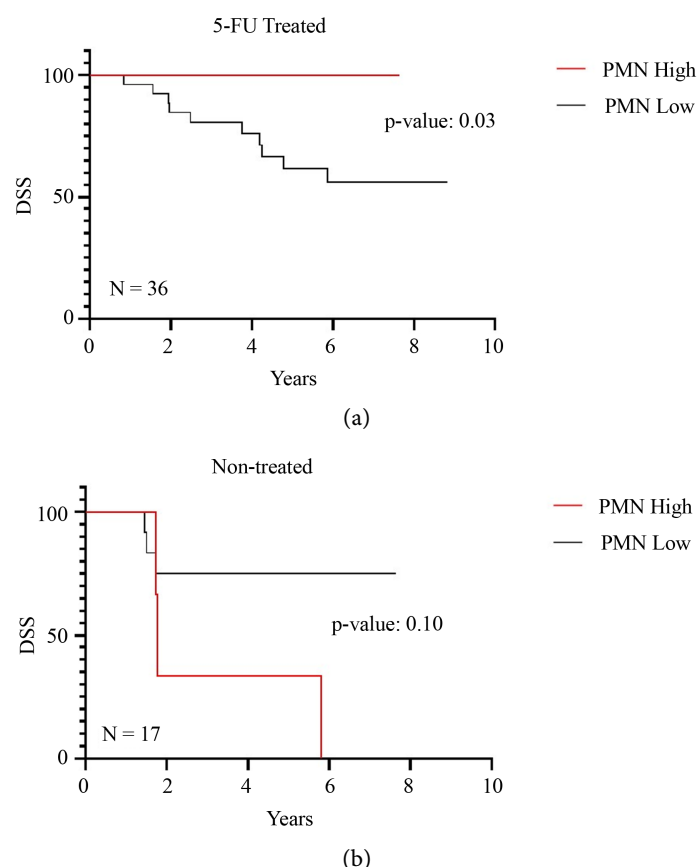 5-FU Treated
100
50
0
DSS
PMN High
PMN Low
p-value: 0.03
N = 36
0 2 4 6 8 10
Years
(a)
Non-treated
100
50
0
DSS
PMN High
PMN Low
p-value: 0.10
N = 17
0 2 4 6 8 10
Years
(b)